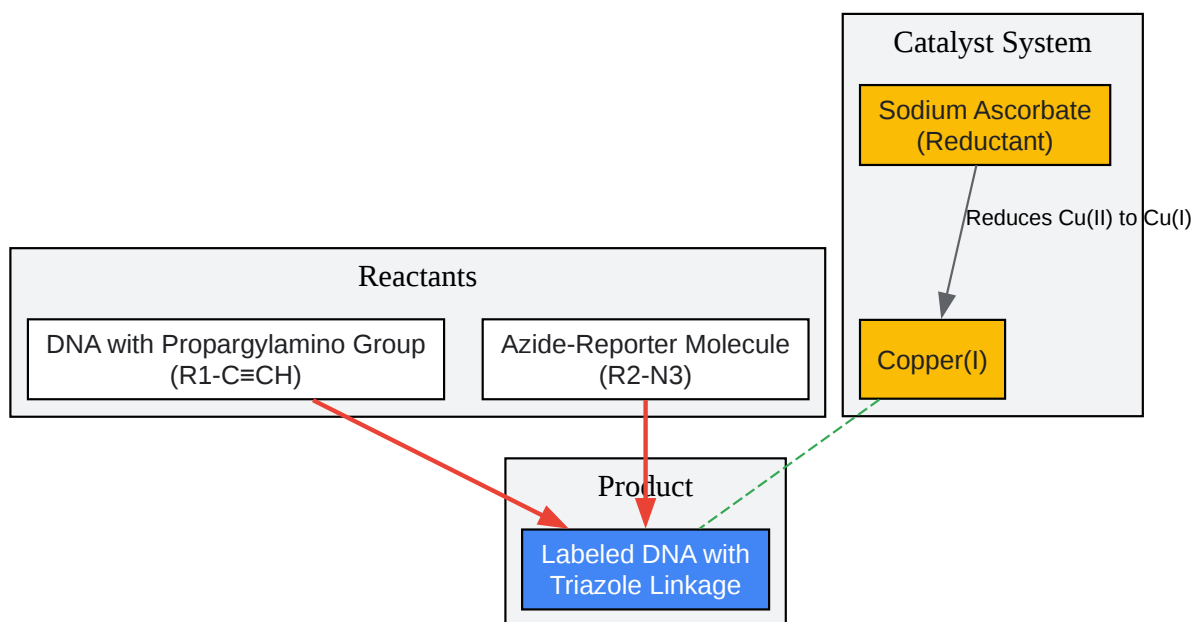 Catalyst System
Sodium Ascorbate
(Reductant)
Reduces Cu(II) to Cu(I)
Copper(I)
Reactants
DNA with Propargylamino Group
(R1-C≡CH)
Azide-Reporter Molecule
(R2-N3)
Product
Labeled DNA with
Triazole Linkage